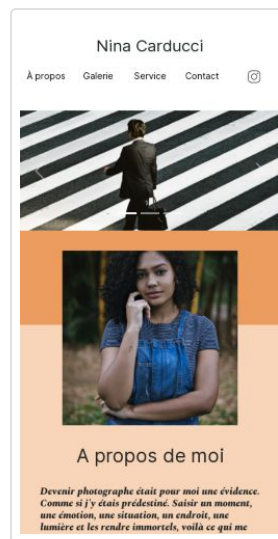 Nina Carducci
À propos Galerie Service Contact
A propos de moi
Devenir photographe était pour moi une évidence.
Comme si j'y étais prédestiné. Saisir un moment,
une émotion, une situation, un endroit, une
lumière et les rendre immortels, voilà ce qui me